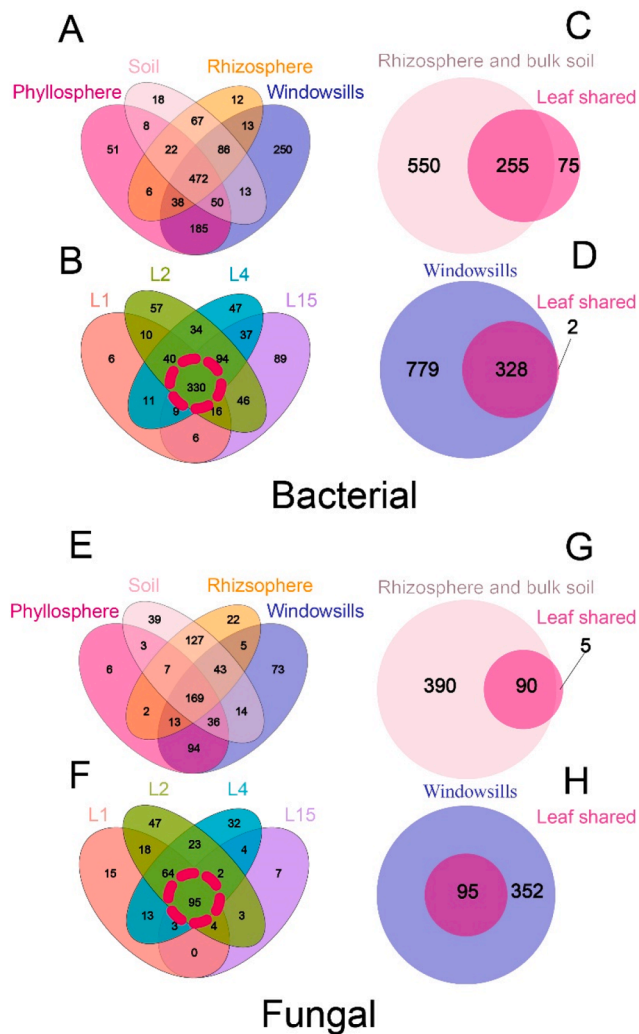 A
C
Soil
Rhizosphere
Rhizosphere and bulk soil
Phyllosphere
Windowsills
Leaf shared
18
12
8
67
13
51
22
86
250
550
255
75
472
6
38
50
13
185
B
D
L2
L4
Windowsills
L1
L15
Leaf shared
57
47
2
10
34
37
6
40
94
89
779
328
330
11
9
16
46
6
Bacterial
E
G
Soil
Rhizsophere
Rhizosphere and bulk soil
Phyllosphere
Windowsills
Leaf shared
39
22
5
3
127
5
6
7
43
73
390
90
169
2
13
36
14
94
F
H
L2
L4
Windowsills
L1
L15
Leaf shared
47
32
18
23
4
15
64
2
7
95
352
95
13
3
4
3
0
Fungal